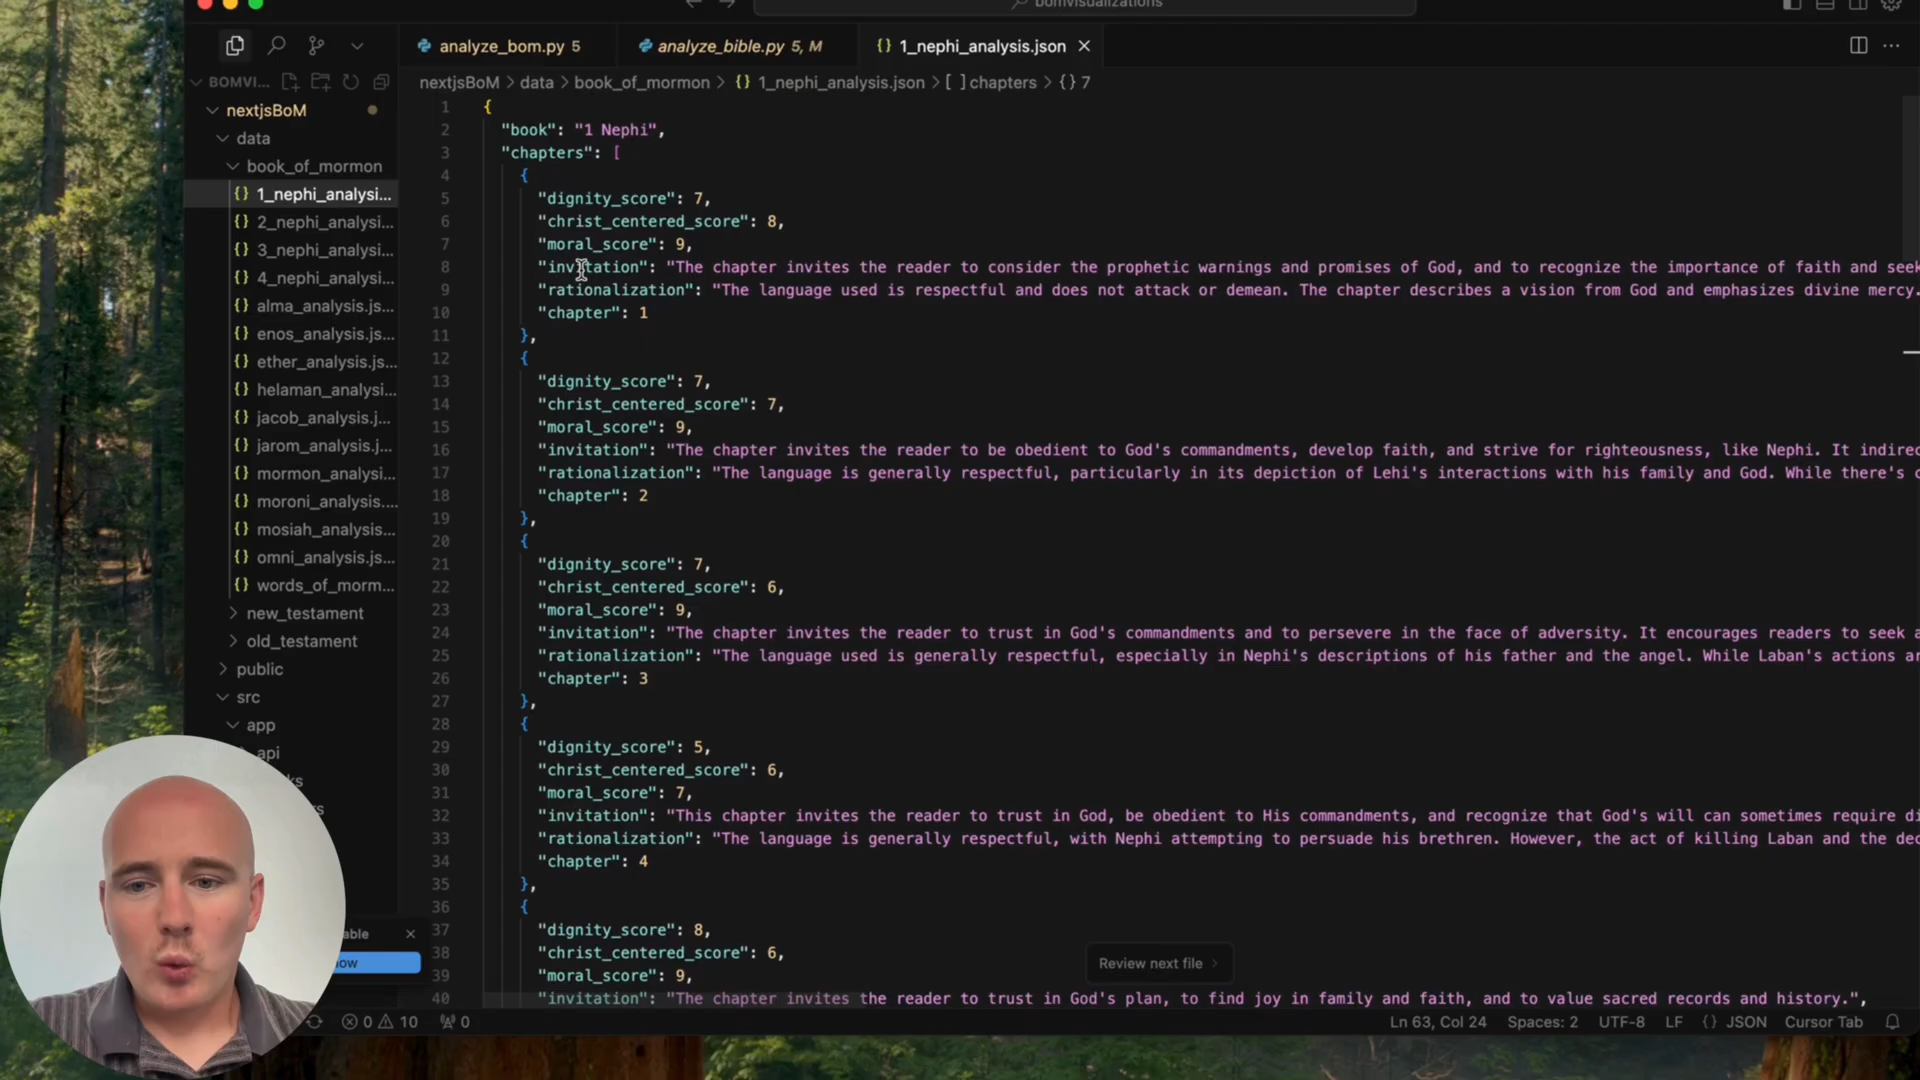 bomvisualizations
analyze_bom.py 5
analyze_bible.py 5, M
{} 1_nephi_analysis.json
BOMVI...
nextjsBoM > data > book_of_mormon > {} 1_nephi_analysis.json > [ ] chapters > {} 7
nextjsBoM
data
book_of_mormon
{} 1_nephi_analysi...
{} 2_nephi_analysi...
{} 3_nephi_analysi...
{} 4_nephi_analysi...
{} alma_analysis.js...
{} enos_analysis.js...
{} ether_analysis.js...
{} helaman_analysi...
{} jacob_analysis.j...
{} jarom_analysis.j...
{} mormon_analysi...
{} moroni_analysis....
{} mosiah_analysis...
{} omni_analysis.js...
{} words_of_morm...
new_testament
old_testament
public
src
app
api
1 {
2 "book": "1 Nephi",
3 "chapters": [
4 {
5 "dignity_score": 7,
6 "christ_centered_score": 8,
7 "moral_score": 9,
8 "invitation": "The chapter invites the reader to consider the prophetic warnings and promises of God, and to recognize the importance of faith and seek
9 "rationalization": "The language used is respectful and does not attack or demean. The chapter describes a vision from God and emphasizes divine mercy.
10 "chapter": 1
11 },
12 {
13 "dignity_score": 7,
14 "christ_centered_score": 7,
15 "moral_score": 9,
16 "invitation": "The chapter invites the reader to be obedient to God's commandments, develop faith, and strive for righteousness, like Nephi. It indirec
17 "rationalization": "The language is generally respectful, particularly in its depiction of Lehi's interactions with his family and God. While there's
18 "chapter": 2
19 },
20 {
21 "dignity_score": 7,
22 "christ_centered_score": 6,
23 "moral_score": 9,
24 "invitation": "The chapter invites the reader to trust in God's commandments and to persevere in the face of adversity. It encourages readers to seek
25 "rationalization": "The language used is generally respectful, especially in Nephi's descriptions of his father and the angel. While Laban's actions
26 "chapter": 3
27 },
28 {
29 "dignity_score": 5,
30 "christ_centered_score": 6,
31 "moral_score": 7,
32 "invitation": "This chapter invites the reader to trust in God, be obedient to His commandments, and recognize that God's will can sometimes require
33 "rationalization": "The language is generally respectful, with Nephi attempting to persuade his brethren. However, the act of killing Laban and the
34 "chapter": 4
35 },
36 {
37 "dignity_score": 8,
38 "christ_centered_score": 6,
39 "moral_score": 9,
40 "invitation": "The chapter invites the reader to trust in God's plan, to find joy in family and faith, and to value sacred records and history.",
Review next file >
0 10 0
Ln 63, Col 24 Spaces: 2 UTF-8 LF {} JSON Cursor Tab